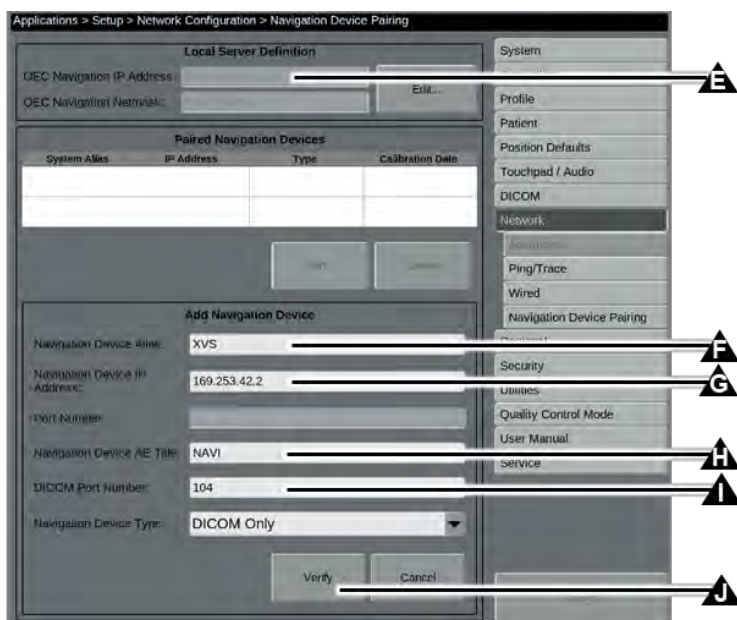 Applications > Setup > Network Configuration > Navigation Device Pairing
Local Server Definition
OEC Navigation IP Address:
OEC Navigation Netmask:
Edit...
Paired Navigation Devices
System Alias IP Address Type Calibration Date
Add Navigation Device
Navigation Device Alias: XVS
Navigation Device IP Address: 169.253.42.2
Port Number:
Navigation Device AE Title: NAVI
DICOM Port Number: 104
Navigation Device Type: DICOM Only
Verify Cancel
System
Profile
Patient
Position Defaults
Touchpad / Audio
DICOM
Network
Ping/Trace
Wired
Navigation Device Pairing
Security
Utilities
Quality Control Mode
User Manual
Service
E
F
G
H
I
J